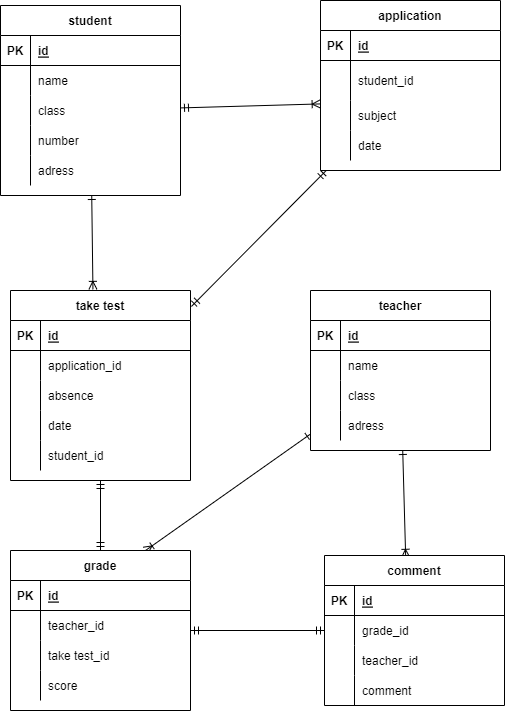 student
PK id
name
class
number
adress
application
PK id
student_id
subject
date
take test
PK id
application_id
absence
date
student_id
teacher
PK id
name
class
adress
grade
PK id
teacher_id
take test_id
score
comment
PK id
grade_id
teacher_id
comment